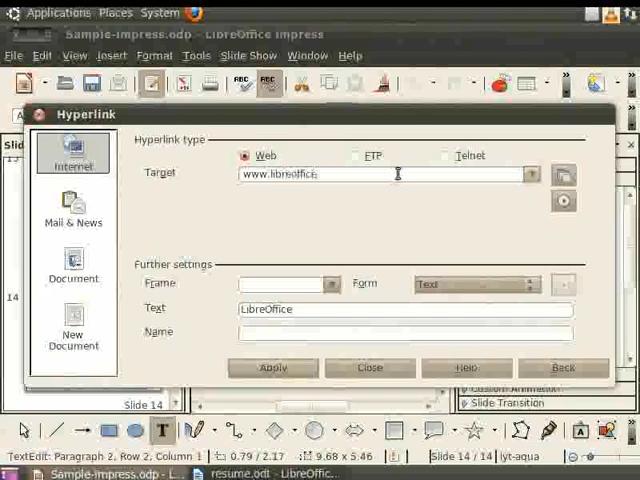 Applications Places System
Sample-impress.odp - LibreOffice Impress
File Edit View Insert Format Tools Slide Show Window Help
Hyperlink
Internet
Mail & News
Document
New
Document
Hyperlink type
Web FTP Telnet
Target www.libreoffice
Further settings
Frame Form Text
Text LibreOffice
Name
Apply Close Help Back
14
Slide 14
Custom Animation
Slide Transition
TextEdit: Paragraph 2, Row 2, Column 1 0.79 / 2.17 9.68 x 5.46 Slide 14 / 14 lyt-aqua
Sample-impress.odp - L... resume.odt - LibreOffic...